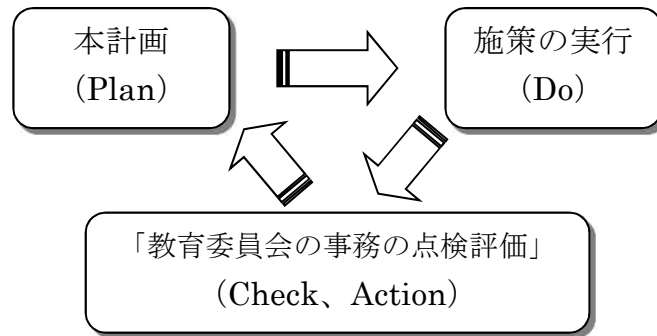 本計画
(Plan)
施策の実行
(Do)
「教育委員会の事務の点検評価」
(Check、Action)